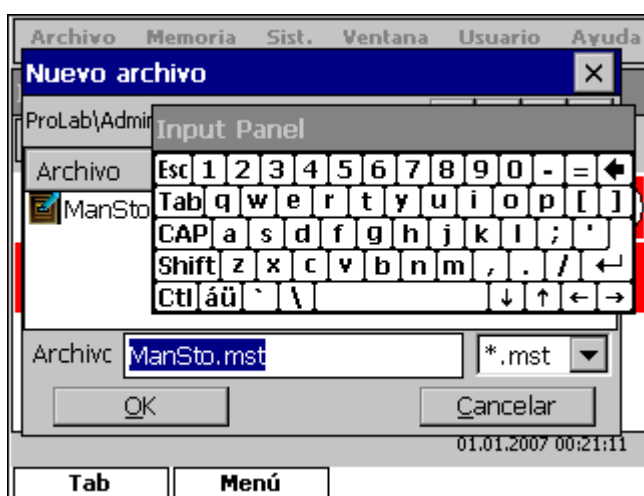 Archivo Memoria Sist. Ventana Usuario Ayuda
Nuevo archivo
ProLab\Admin
Input Panel
Archivo
Esc 1 2 3 4 5 6 7 8 9 0 - =
ManSto
Tab q w e r t y u i o p [ ]
CAP a s d f g h j k l ; '
Shift z x c v b n m , . /
Ctl áü ` \
Archivo ManSto.mst *.mst
OK Cancelar
01.01.2007 00:21:11
Tab Menú